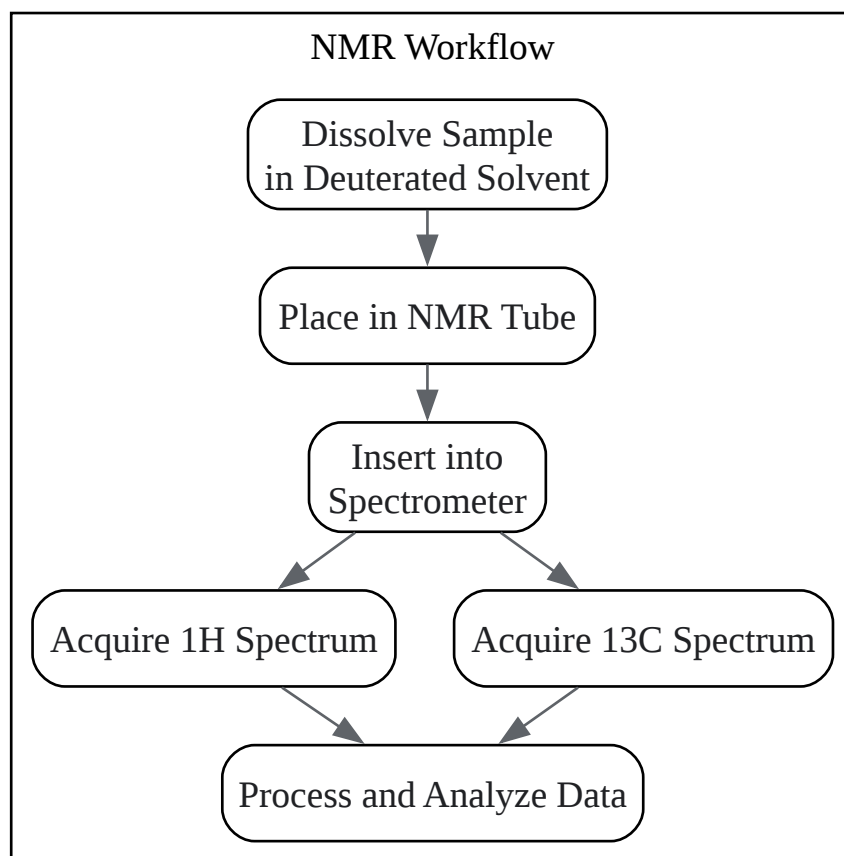 NMR Workflow
Dissolve Sample
in Deuterated Solvent
Place in NMR Tube
Insert into
Spectrometer
Acquire 1H Spectrum
Acquire 13C Spectrum
Process and Analyze Data